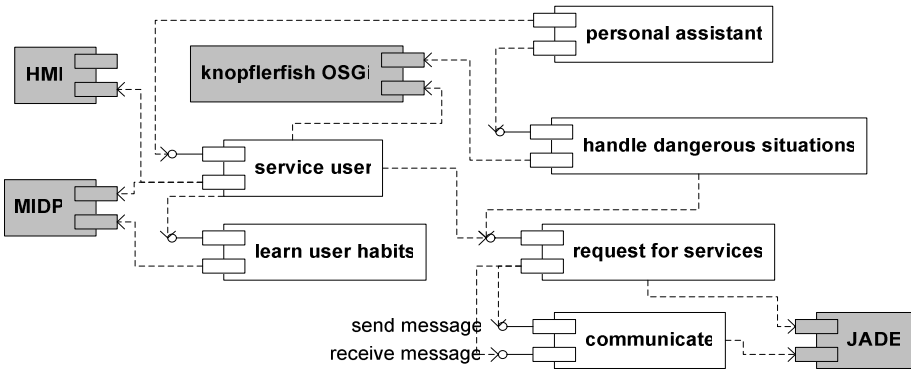 personal assistant
HMI
knopflerfish OSGi
handle dangerous situations
service user
MIDP
learn user habits
request for services
send message
communicate
JADE
receive message